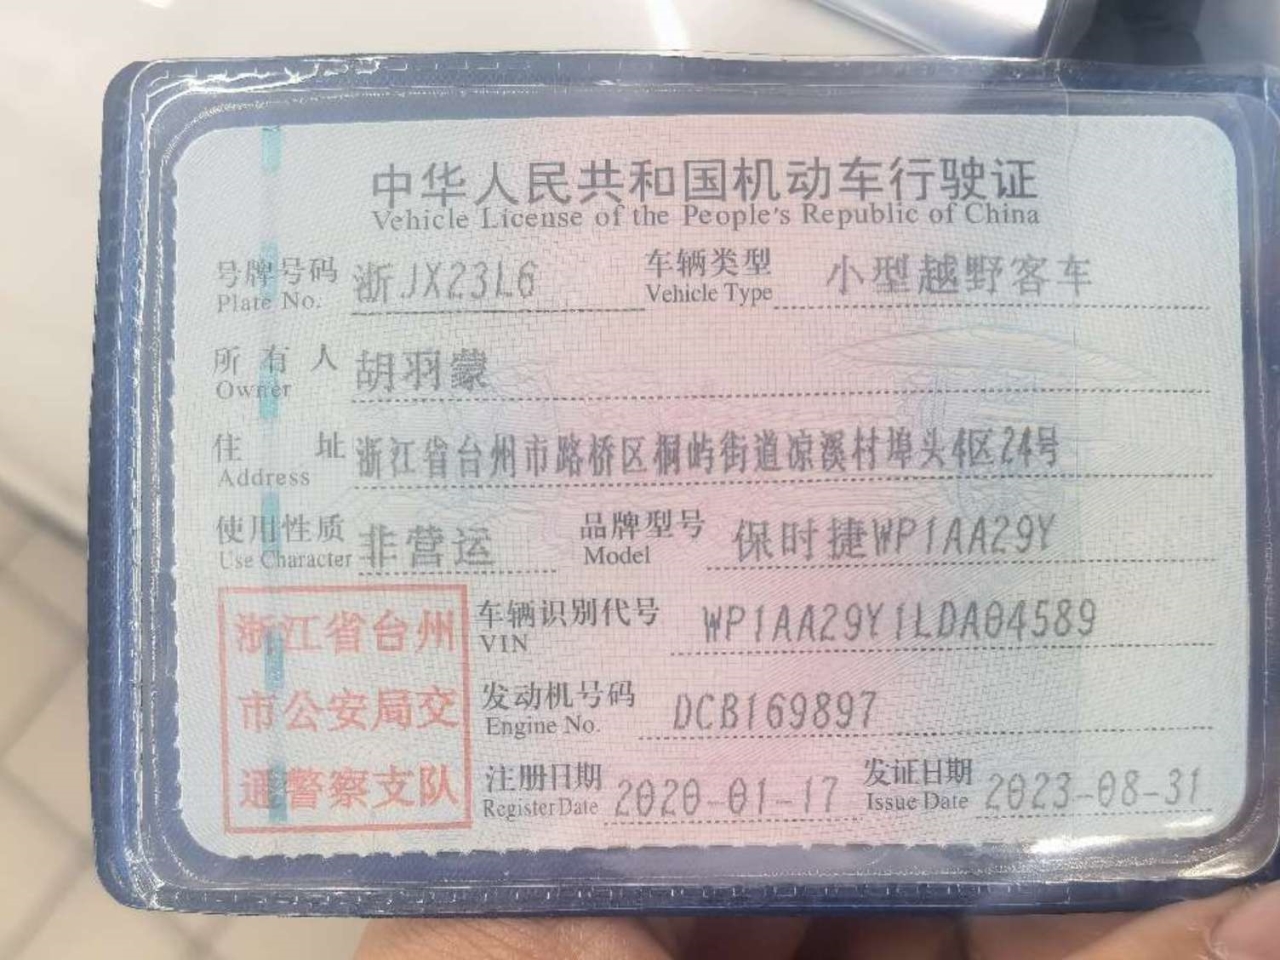 中华人民共和国机动车行驶证
Vehicle License of the People's Republic of China
号牌号码 浙JX23L6 车辆类型 小型越野客车
Plate No. Vehicle Type
所有人 胡羽蒙
Owner
住址 浙江省台州市路桥区桐屿街道凉溪村埠头4区24号
Address
使用性质 非营运 品牌型号 保时捷WP1AA29Y
Use Character Model
浙江省台州
市公安局交
通警察支队
车辆识别代号 WP1AA29Y1LDA04589
VIN
发动机号码 DCB169897
Engine No.
注册日期 2020-01-17 发证日期 2023-08-31
Register Date Issue Date